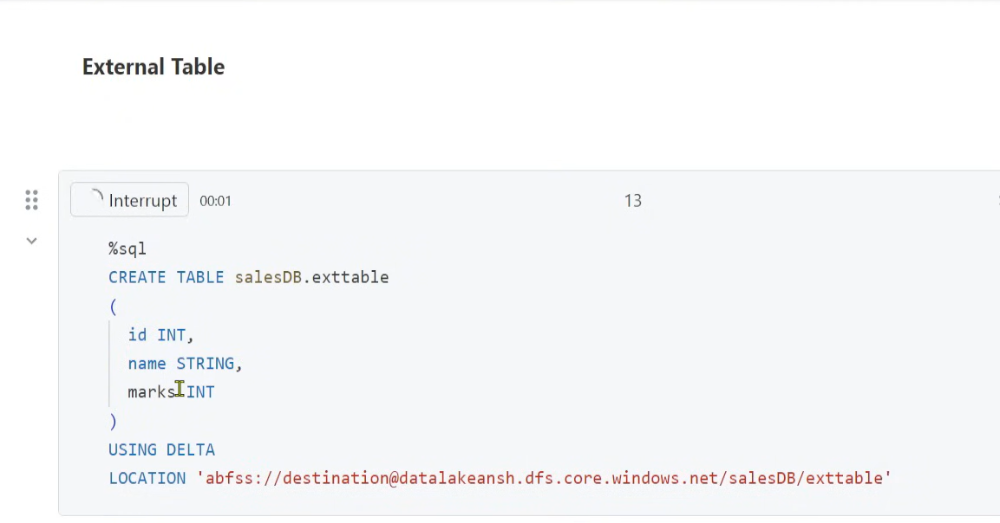 External Table
Interrupt 00:01 13
%sql
CREATE TABLE salesDB.exttable
(
id INT,
name STRING,
marks INT
)
USING DELTA
LOCATION 'abfss://destination@datalakeansh.dfs.core.windows.net/salesDB/exttable'